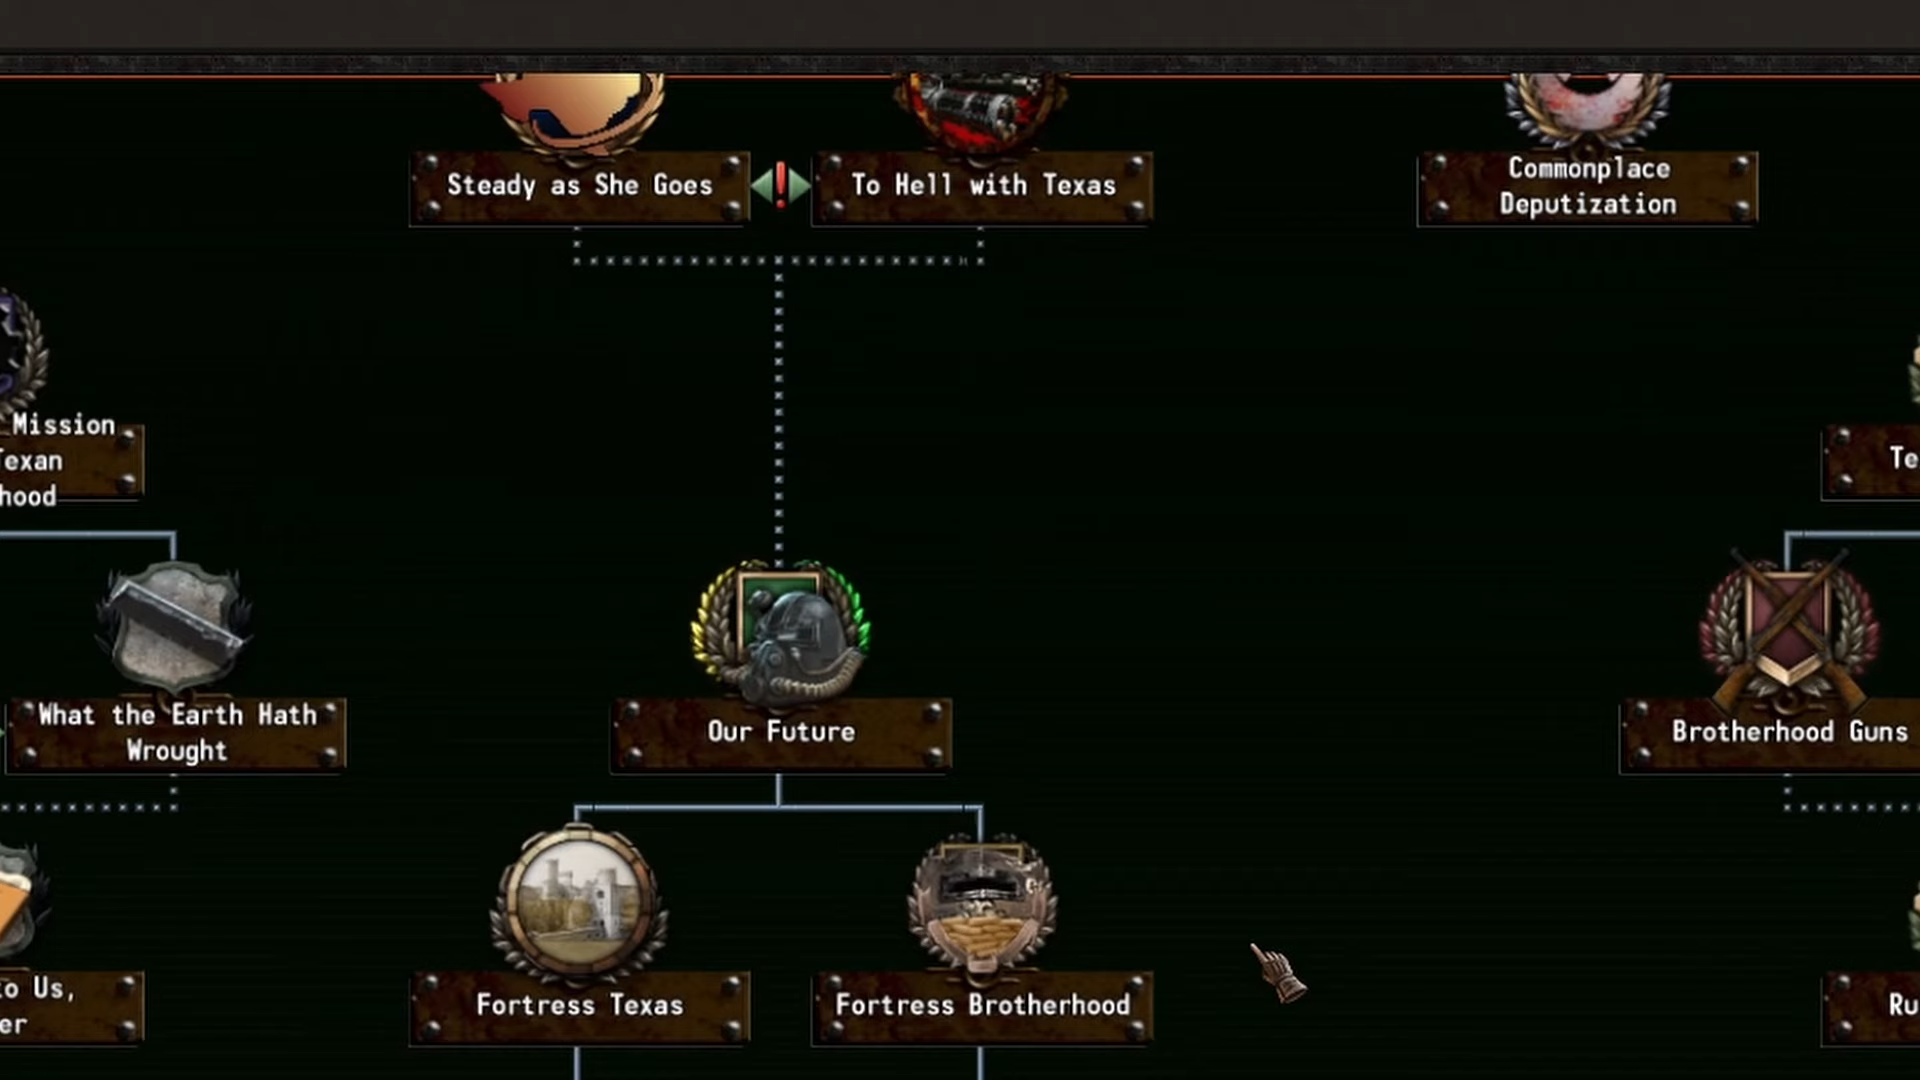 Steady as She Goes
To Hell with Texas
Commonplace
Deputization
Mission
Texan
hood
Te
What the Earth Hath
Wrought
Our Future
Brotherhood Guns
to Us,
er
Fortress Texas
Fortress Brotherhood
Ru